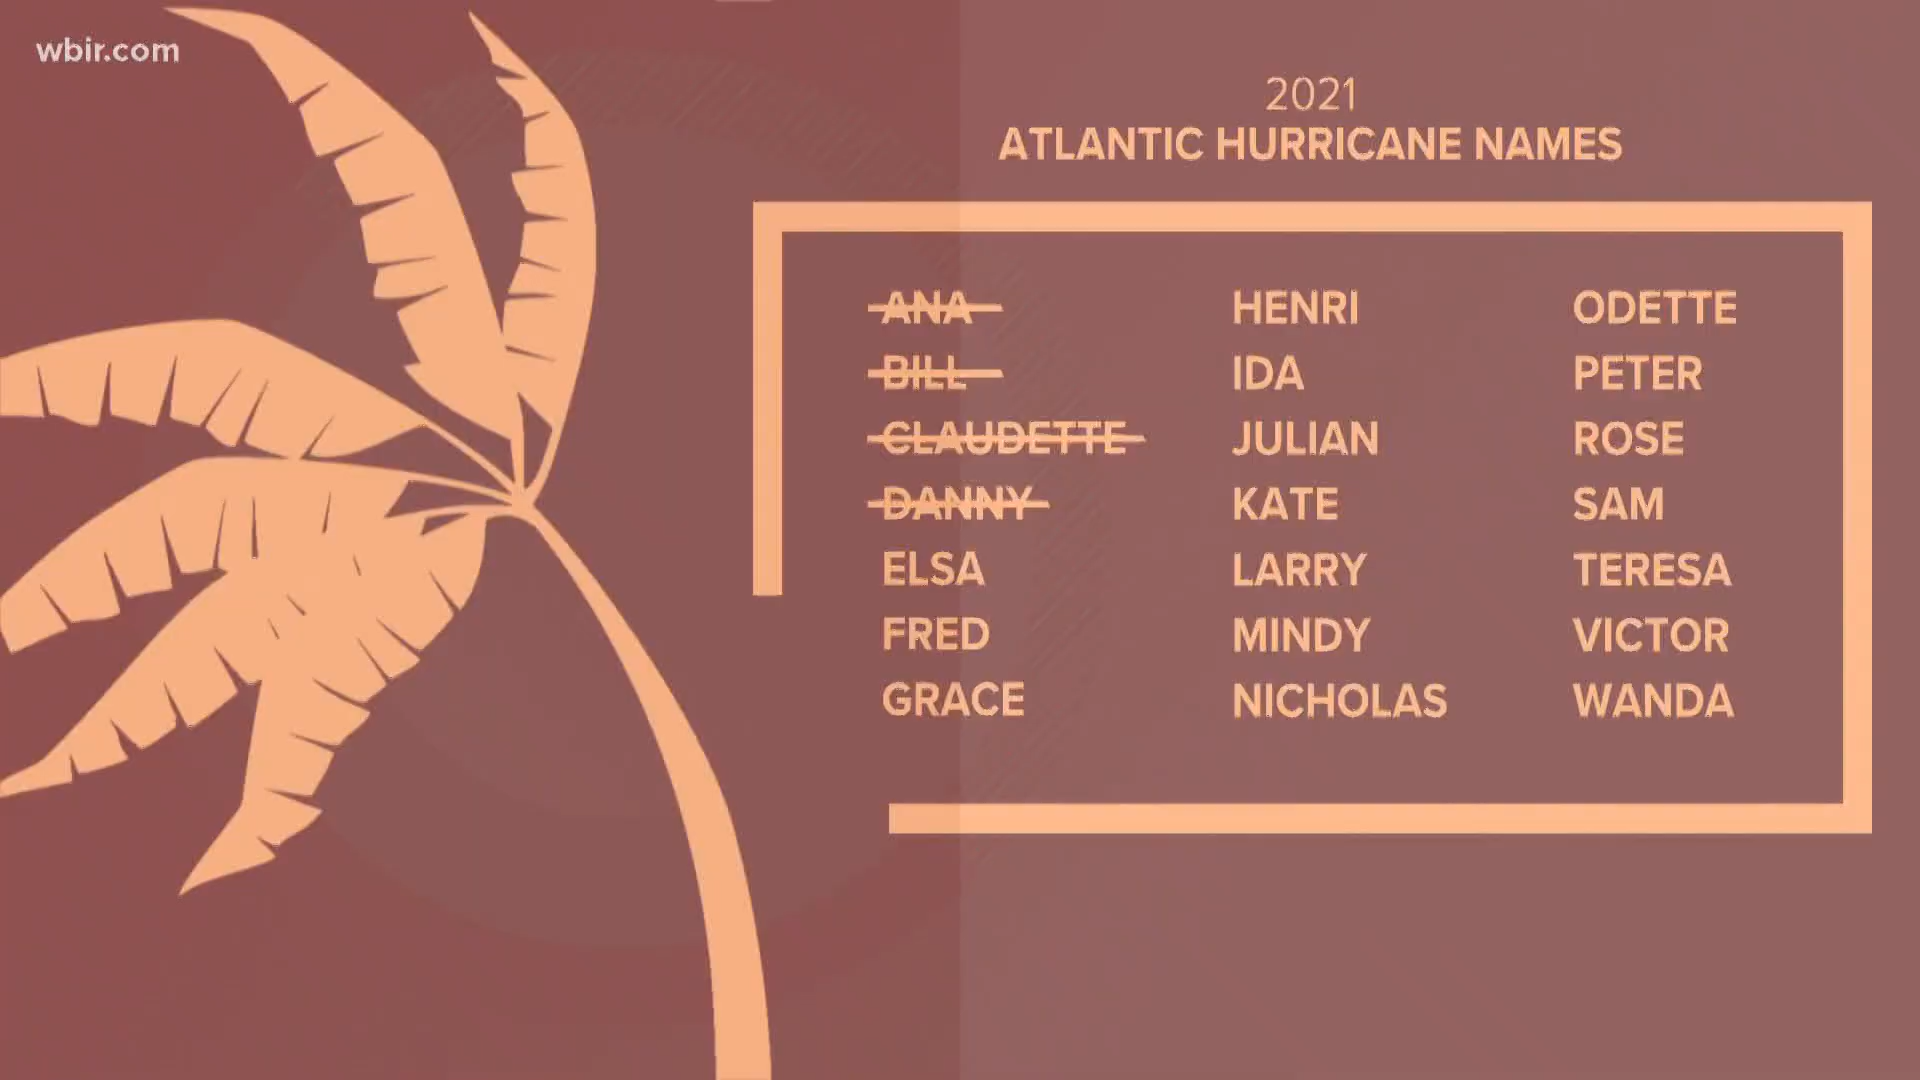 wbir.com
2021
ATLANTIC HURRICANE NAMES
ANA
BILL
CLAUDETTE
DANNY
ELSA
FRED
GRACE
HENRI
IDA
JULIAN
KATE
LARRY
MINDY
NICHOLAS
ODETTE
PETER
ROSE
SAM
TERESA
VICTOR
WANDA